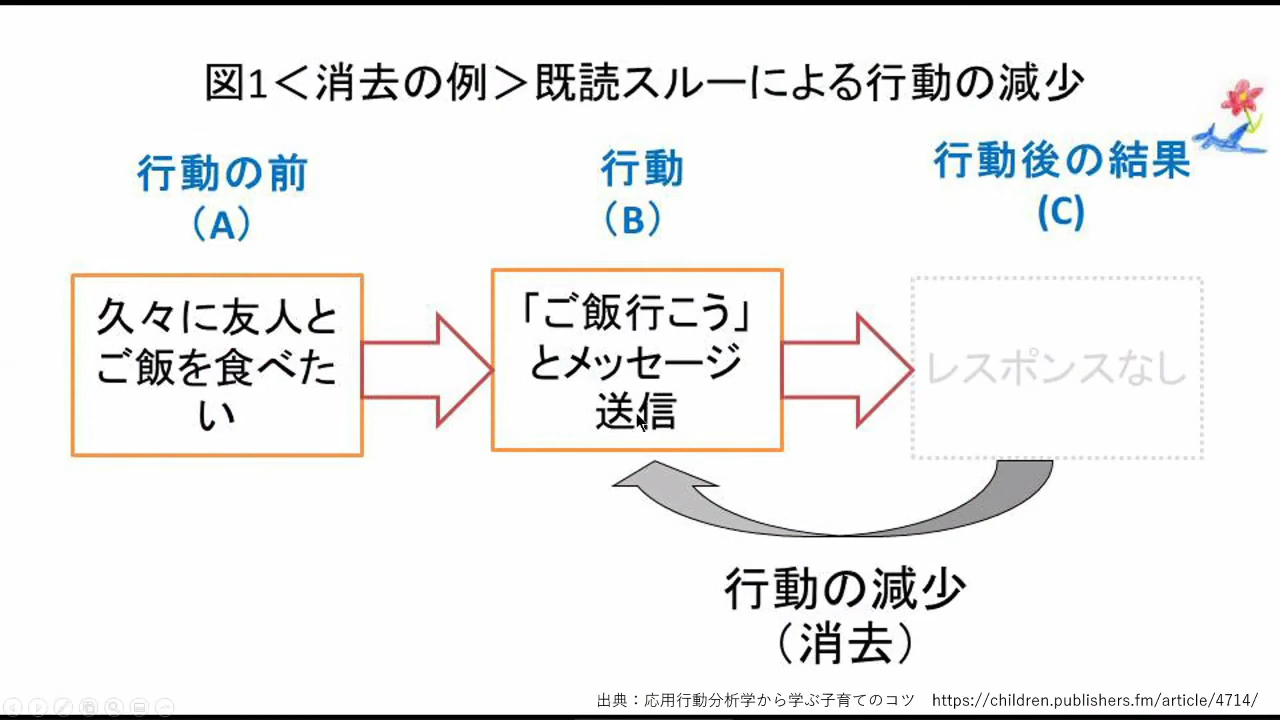 図1＜消去の例＞既読スルーによる行動の減少
行動の前
（A）
行動
（B）
行動後の結果
(C)
久々に友人と
ご飯を食べた
い
「ご飯行こう」
とメッセージ
送信
レスポンスなし
行動の減少
（消去）
出典：応用行動分析学から学ぶ子育てのコツ　https://children.publishers.fm/article/4714/